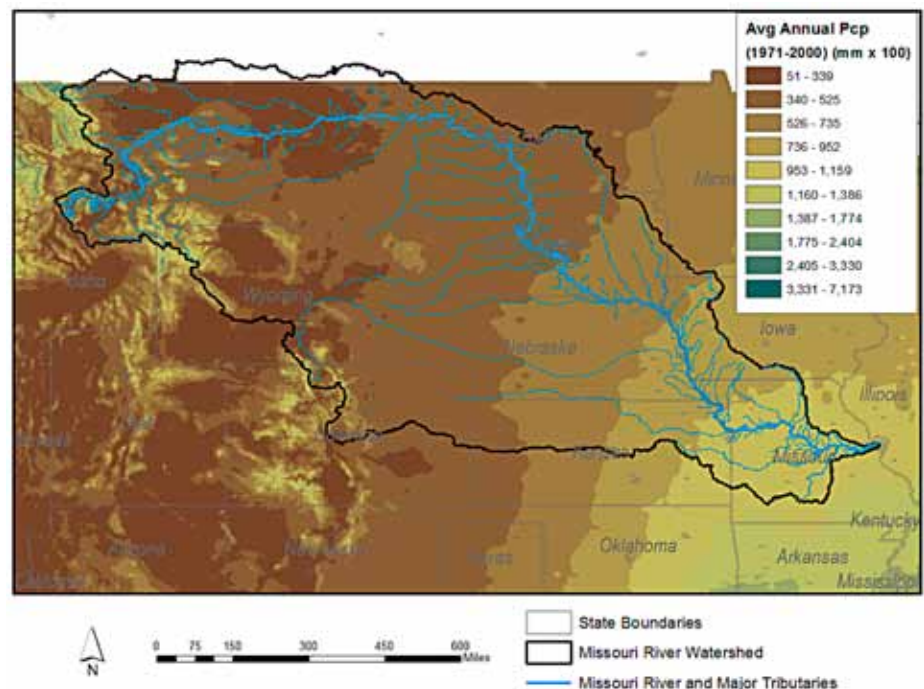 Avg Annual Pcp
(1971-2000) (mm x 100)
51 - 339
340 - 525
526 - 735
736 - 952
953 - 1,159
1,160 - 1,386
1,387 - 1,774
1,775 - 2,404
2,405 - 3,330
3,331 - 7,173
Idaho
Wyoming
Iowa
Nebraska
Illinois
Missouri
Kentucky
Oklahoma
Arkansas
N
0 75 150 300 450 600
Miles
State Boundaries
Missouri River Watershed
Missouri River and Major Tributaries